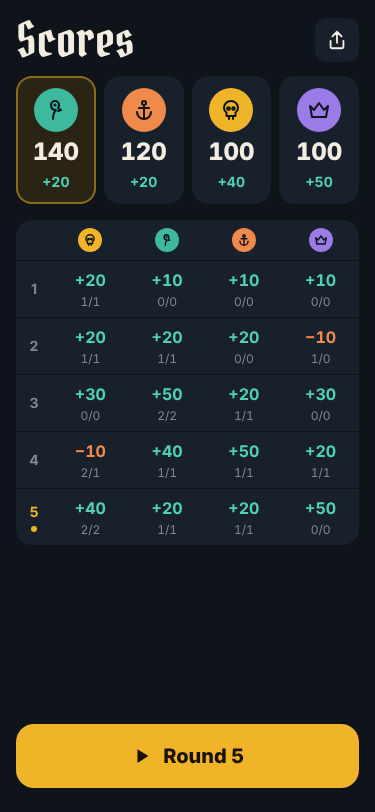 Scores
140 120 100 100
+20 +20 +40 +50
1 +20 +10 +10 +10
1/1 0/0 0/0 0/0
2 +20 +20 +20 −10
1/1 1/1 0/0 1/0
3 +30 +50 +20 +30
0/0 2/2 1/1 0/0
4 −10 +40 +50 +20
2/1 1/1 1/1 1/1
5 +40 +20 +20 +50
2/2 1/1 1/1 0/0
Round 5